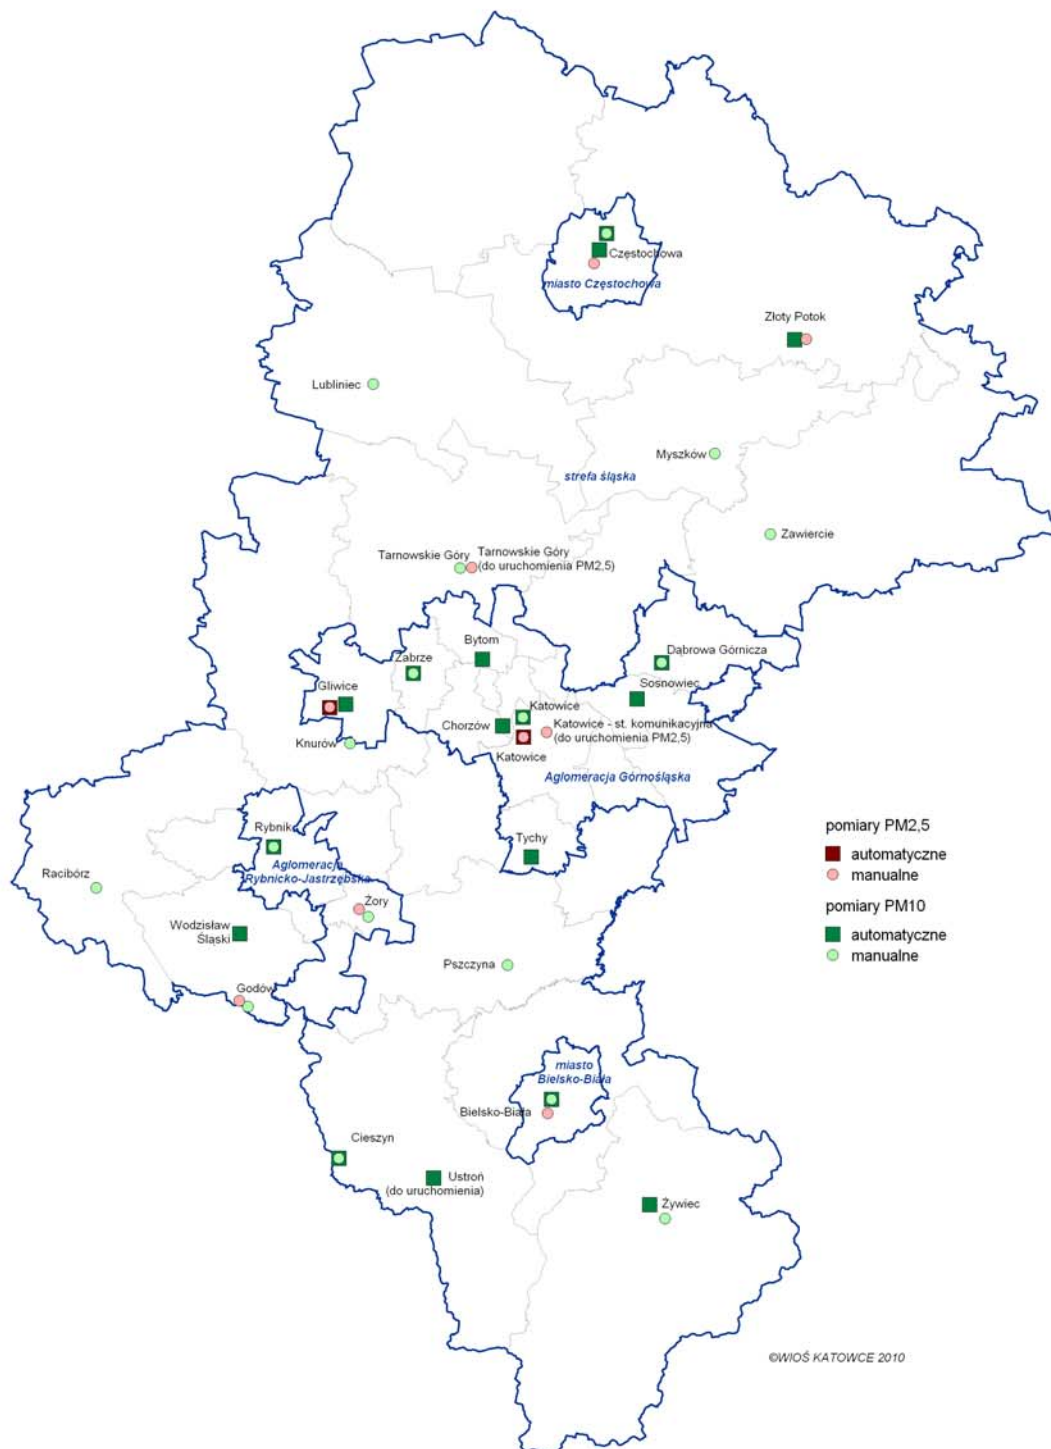 Częstochowa
miasto Częstochowa
Złoty Potok
Lubliniec
Myszków
strefa śląska
Zawiercie
Tarnowskie Góry
Tarnowskie Góry
(do uruchomienia PM2,5)
Bytom
Zabrze
Dąbrowa Górnicza
Gliwice
Sosnowiec
Katowice
Chorzów
Katowice - st. komunikacyjna
(do uruchomienia PM2,5)
Knurów
Katowice
Aglomeracja Górnośląska
Rybnik
Tychy
Aglomeracja
Rybnicko-Jastrzębska
Racibórz
Żory
Wodzisław
Śląski
Pszczyna
Godów
pomiary PM2,5
automatyczne
manualne
pomiary PM10
automatyczne
manualne
miasto
Bielsko-Biała
Bielsko-Biała
Cieszyn
Ustroń
(do uruchomienia)
Żywiec
©WIOŚ KATOWCE 2010